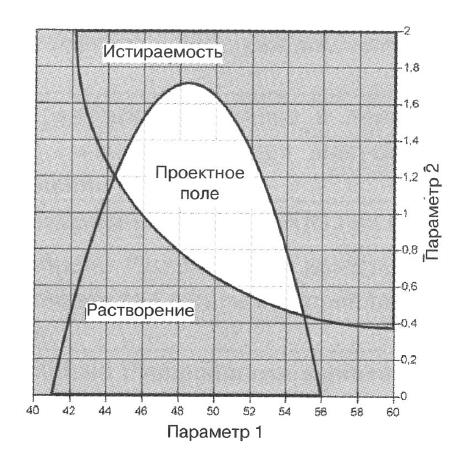 Истираемость
Проектное
поле
Растворение
2
1,8
1,6
1,4
1,2
1
0,8
0,6
0,4
0,2
0
Параметр 2
40 42 44 46 48 50 52 54 56 58 60
Параметр 1